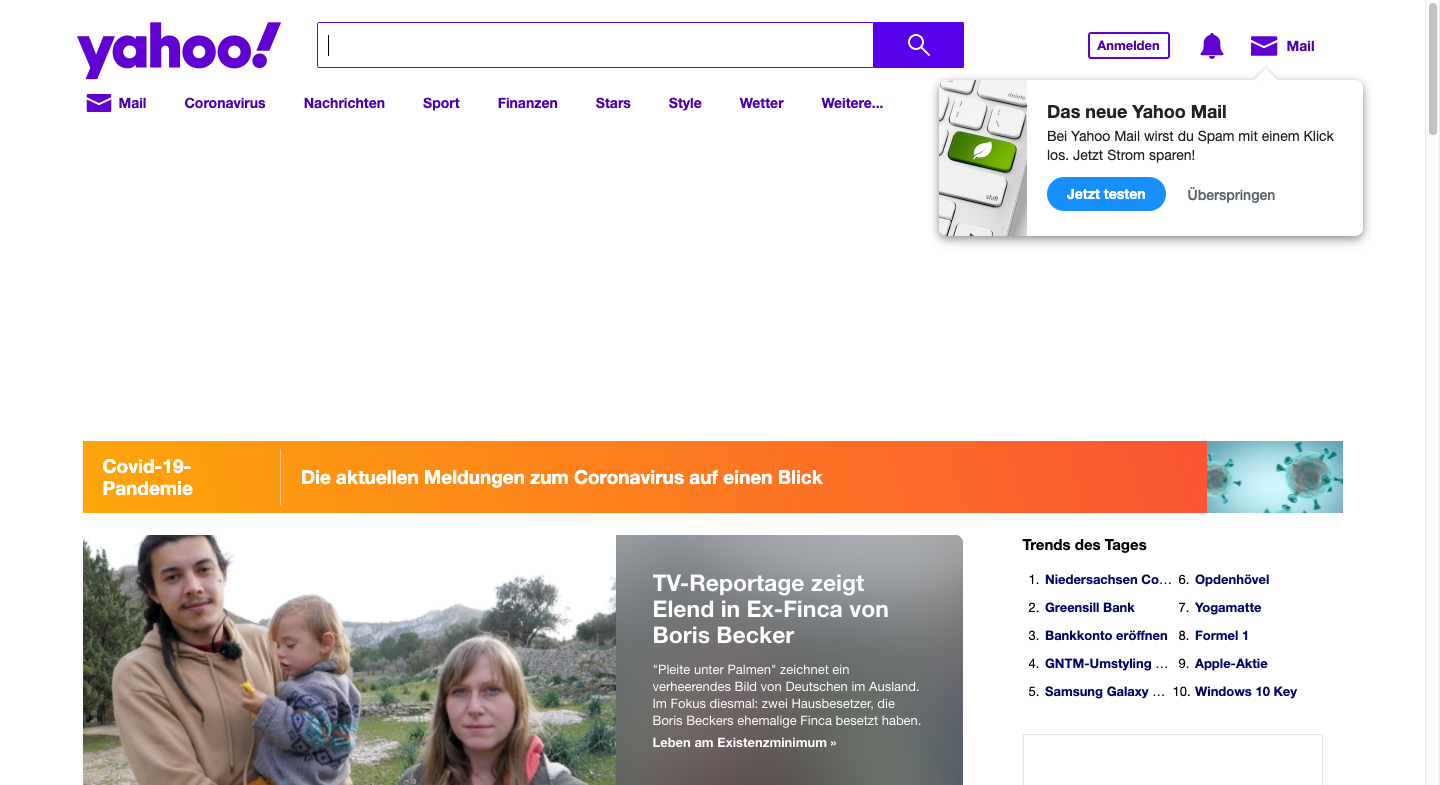 yahoo!
Anmelden
Mail
Mail Coronavirus Nachrichten Sport Finanzen Stars Style Wetter Weitere...
delete
shift
Das neue Yahoo Mail
Bei Yahoo Mail wirst du Spam mit einem Klick
los. Jetzt Strom sparen!
Jetzt testen Überspringen
Covid-19-
Pandemie
Die aktuellen Meldungen zum Coronavirus auf einen Blick
TV-Reportage zeigt
Elend in Ex-Finca von
Boris Becker
"Pleite unter Palmen" zeichnet ein
verheerendes Bild von Deutschen im Ausland.
Im Fokus diesmal: zwei Hausbesetzer, die
Boris Beckers ehemalige Finca besetzt haben.
Leben am Existenzminimum »
Trends des Tages
1. Niedersachsen Co...
2. Greensill Bank
3. Bankkonto eröffnen
4. GNTM-Umstyling ...
5. Samsung Galaxy ...
6. Opdenhövel
7. Yogamatte
8. Formel 1
9. Apple-Aktie
10. Windows 10 Key